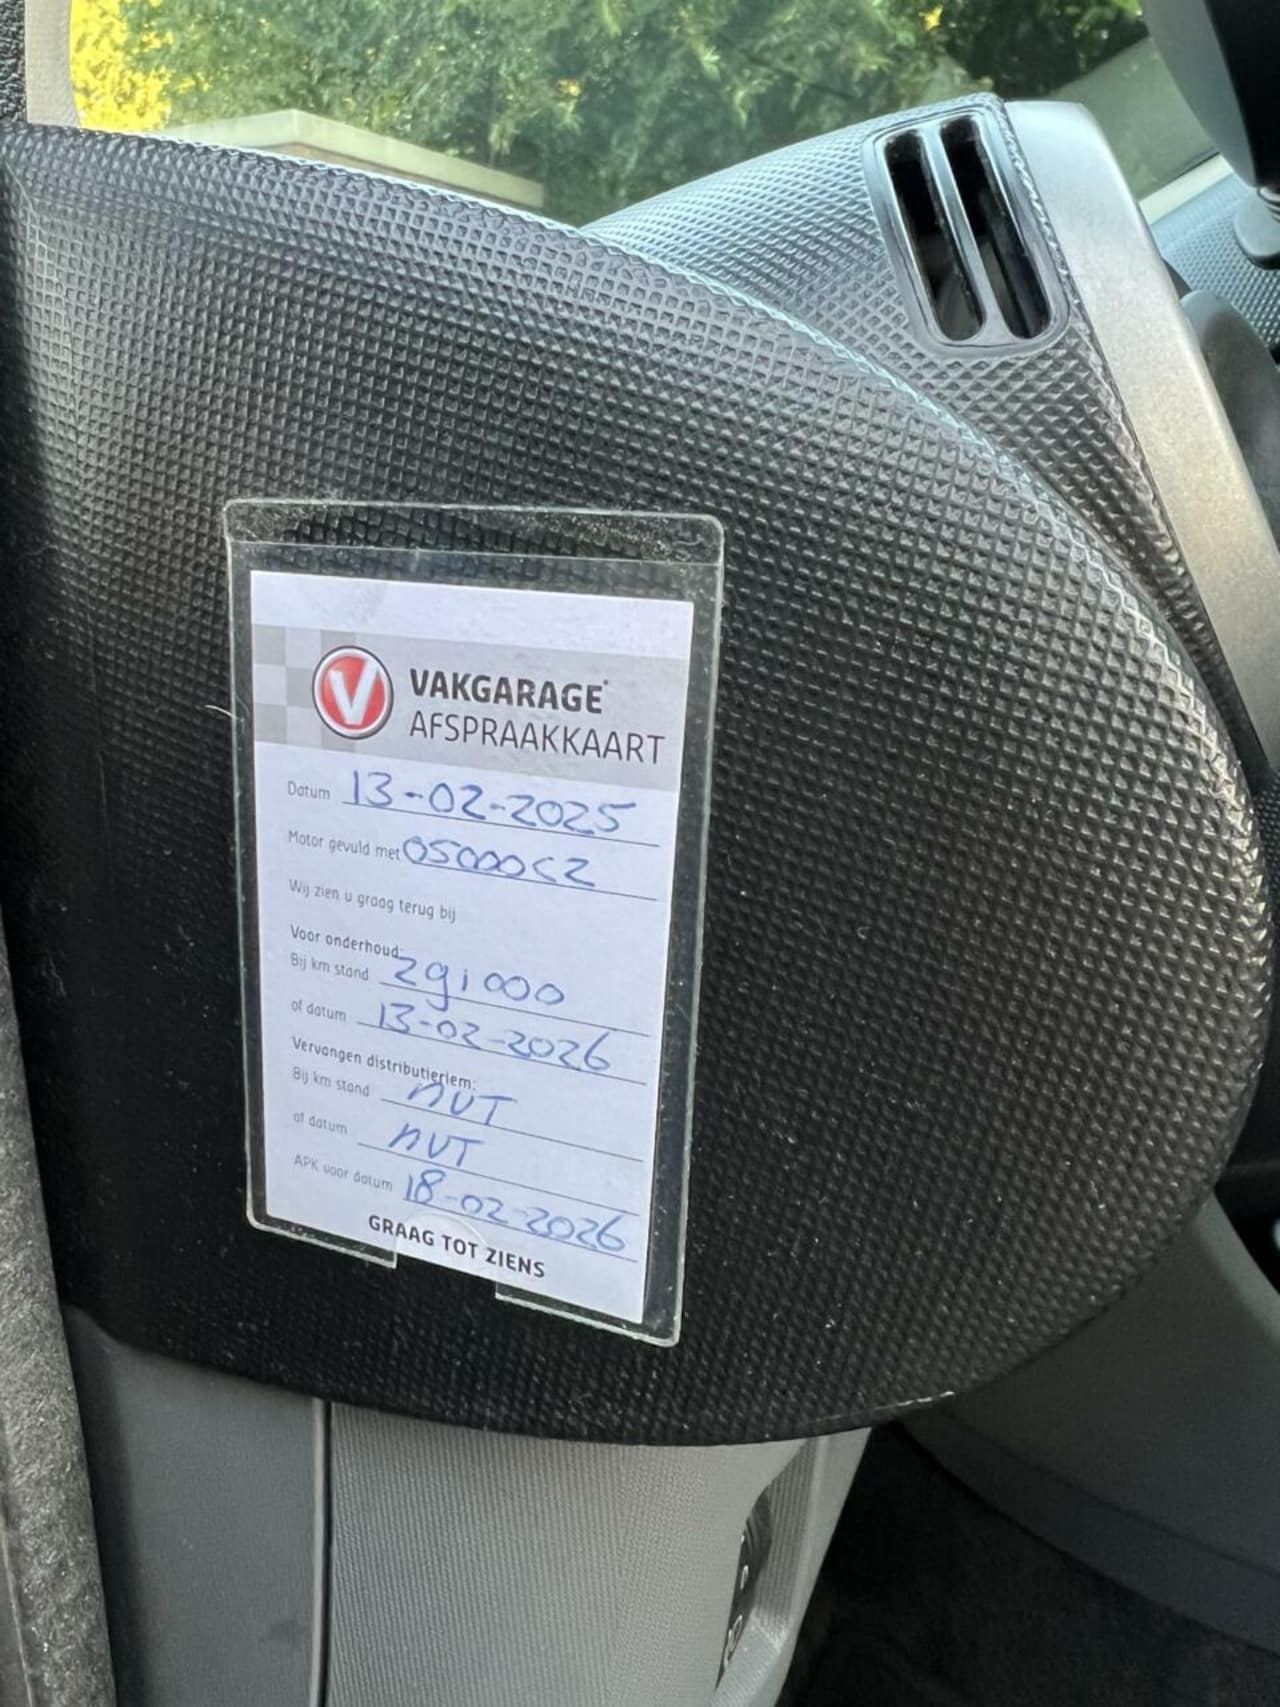 V VAKGARAGE®
AFSPRAAKKAART
Datum 13-02-2025
Motor gevuld met
Wij zien u graag terug bij
Voor onderhoud:
Bij km stand 291000
of datum 13-02-2026
Vervangen distributieriem:
Bij km stand nvt
of datum nvt
APK voor datum 18-02-2026
GRAAG TOT ZIENS